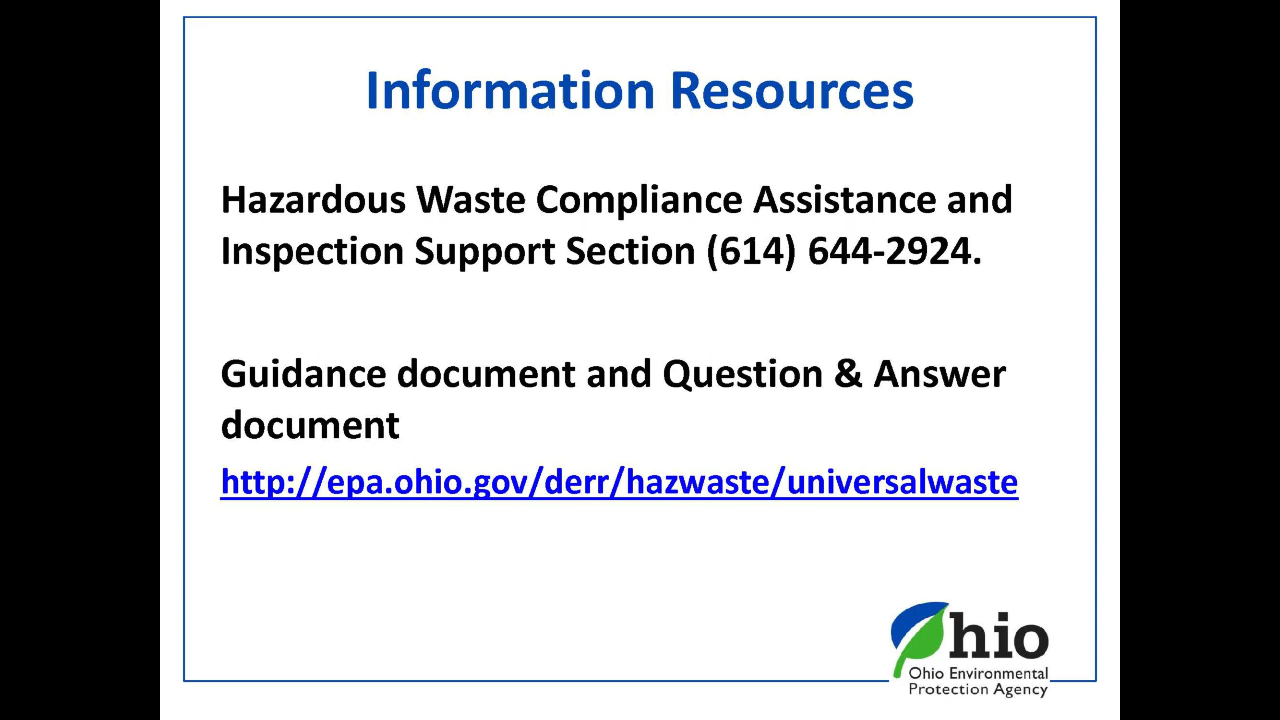 Information Resources
Hazardous Waste Compliance Assistance and
Inspection Support Section (614) 644-2924.
Guidance document and Question & Answer
document
http://epa.ohio.gov/derr/hazwaste/universalwaste
Ohio
Ohio Environmental
Protection Agency